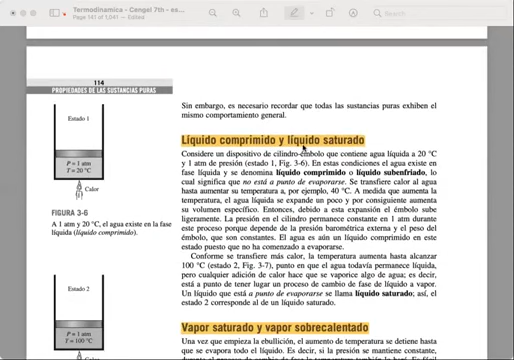 Termodinamica - Cengel 7th - es...
Page 141 of 1,041 — Edited
Search
114
PROPIEDADES DE LAS SUSTANCIAS PURAS
Estado 1
P = 1 atm
T = 20 °C
Calor
FIGURA 3-6
A 1 atm y 20 °C, el agua existe en la fase
líquida (líquido comprimido).
Estado 2
P = 1 atm
T = 100 °C
Calor
Sin embargo, es necesario recordar que todas las sustancias puras exhiben el
mismo comportamiento general.
Líquido comprimido y líquido saturado
Considere un dispositivo de cilindro-émbolo que contiene agua líquida a 20 °C
y 1 atm de presión (estado 1, Fig. 3-6). En estas condiciones el agua existe en
fase líquida y se denomina líquido comprimido o líquido subenfriado, lo
cual significa que no está a punto de evaporarse. Se transfiere calor al agua
hasta aumentar su temperatura a, por ejemplo, 40 °C. A medida que aumenta la
temperatura, el agua líquida se expande un poco y por consiguiente aumenta
su volumen específico. Entonces, debido a esta expansión el émbolo sube
ligeramente. La presión en el cilindro permanece constante en 1 atm durante
este proceso porque depende de la presión barométrica externa y el peso del
émbolo, que son constantes. El agua es aún un líquido comprimido en este
estado puesto que no ha comenzado a evaporarse.
Conforme se transfiere más calor, la temperatura aumenta hasta alcanzar
100 °C (estado 2, Fig. 3-7), punto en que el agua todavía permanece líquida,
pero cualquier adición de calor hace que se vaporice algo de agua; es decir,
está a punto de tener lugar un proceso de cambio de fase de líquido a vapor.
Un líquido que está a punto de evaporarse se llama líquido saturado; así, el
estado 2 corresponde al de un líquido saturado.
Vapor saturado y vapor sobrecalentado
Una vez que empieza la ebullición, el aumento de temperatura se detiene hasta
que se evapora todo el líquido. Es decir, si la presión se mantiene constante,